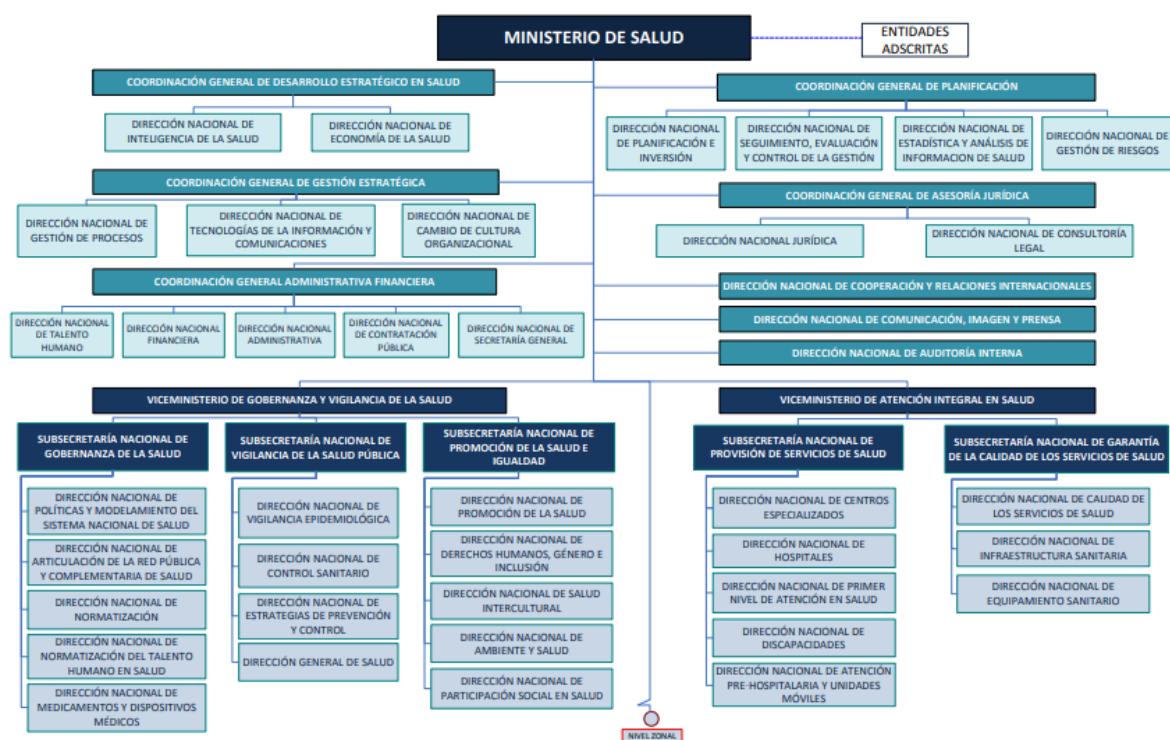 MINISTERIO DE SALUD
ENTIDADES
ADSCRITAS
COORDINACIÓN GENERAL DE DESARROLLO ESTRATÉGICO EN SALUD
DIRECCIÓN NACIONAL DE
INTELIGENCIA DE LA SALUD
DIRECCIÓN NACIONAL DE
ECONOMÍA DE LA SALUD
COORDINACIÓN GENERAL DE PLANIFICACIÓN
DIRECCIÓN NACIONAL
DE PLANIFICACIÓN E
INVERSIÓN
DIRECCIÓN NACIONAL DE
SEGUIMIENTO, EVALUACIÓN
Y CONTROL DE LA GESTIÓN
DIRECCIÓN NACIONAL DE
ESTADÍSTICA Y ANÁLISIS DE
INFORMACION DE SALUD
DIRECCIÓN NACIONAL DE
GESTIÓN DE RIESGOS
COORDINACIÓN GENERAL DE GESTIÓN ESTRATÉGICA
DIRECCIÓN NACIONAL DE
GESTIÓN DE PROCESOS
DIRECCIÓN NACIONAL DE
TECNOLOGÍAS DE LA INFORMACIÓN Y
COMUNICACIONES
DIRECCIÓN NACIONAL DE
CAMBIO DE CULTURA
ORGANIZACIONAL
COORDINACIÓN GENERAL DE ASESORÍA JURÍDICA
DIRECCIÓN NACIONAL JURÍDICA
DIRECCIÓN NACIONAL DE CONSULTORÍA
LEGAL
COORDINACIÓN GENERAL ADMINISTRATIVA FINANCIERA
DIRECCIÓN NACIONAL
DE TALENTO
HUMANO
DIRECCIÓN NACIONAL
FINANCIERA
DIRECCIÓN NACIONAL
ADMINISTRATIVA
DIRECCIÓN NACIONAL
DE CONTRATACIÓN
PÚBLICA
DIRECCIÓN NACIONAL DE
SECRETARÍA GENERAL
DIRECCIÓN NACIONAL DE COOPERACIÓN Y RELACIONES INTERNACIONALES
DIRECCIÓN NACIONAL DE COMUNICACIÓN, IMAGEN Y PRENSA
DIRECCIÓN NACIONAL DE AUDITORÍA INTERNA
VICEMINISTERIO DE GOBERNANZA Y VIGILANCIA DE LA SALUD
SUBSECRETARÍA NACIONAL DE
GOBERNANZA DE LA SALUD
DIRECCIÓN NACIONAL DE
POLÍTICAS Y MODELAMIENTO DEL
SISTEMA NACIONAL DE SALUD
DIRECCIÓN NACIONAL DE
ARTICULACIÓN DE LA RED PÚBLICA
Y COMPLEMENTARIA DE SALUD
DIRECCIÓN NACIONAL DE
NORMATIZACIÓN
DIRECCIÓN NACIONAL DE
NORMATIZACIÓN DEL TALENTO
HUMANO EN SALUD
DIRECCIÓN NACIONAL DE
MEDICAMENTOS Y DISPOSITIVOS
MÉDICOS
SUBSECRETARÍA NACIONAL DE
VIGILANCIA DE LA SALUD PÚBLICA
DIRECCIÓN NACIONAL DE
VIGILANCIA EPIDEMIOLÓGICA
DIRECCIÓN NACIONAL DE
CONTROL SANITARIO
DIRECCIÓN NACIONAL DE
ESTRATEGIAS DE PREVENCIÓN
Y CONTROL
DIRECCIÓN GENERAL DE SALUD
SUBSECRETARÍA NACIONAL DE
PROMOCIÓN DE LA SALUD E
IGUALDAD
DIRECCIÓN NACIONAL DE
PROMOCIÓN DE LA SALUD
DIRECCIÓN NACIONAL DE
DERECHOS HUMANOS, GÉNERO E
INCLUSIÓN
DIRECCIÓN NACIONAL DE SALUD
INTERCULTURAL
DIRECCIÓN NACIONAL DE
AMBIENTE Y SALUD
DIRECCIÓN NACIONAL DE
PARTICIPACIÓN SOCIAL EN SALUD
VICEMINISTERIO DE ATENCIÓN INTEGRAL EN SALUD
SUBSECRETARÍA NACIONAL DE
PROVISIÓN DE SERVICIOS DE SALUD
DIRECCIÓN NACIONAL DE CENTROS
ESPECIALIZADOS
DIRECCIÓN NACIONAL DE
HOSPITALES
DIRECCIÓN NACIONAL DE PRIMER
NIVEL DE ATENCIÓN EN SALUD
DIRECCIÓN NACIONAL DE
DISCAPACIDADES
DIRECCIÓN NACIONAL DE ATENCIÓN
PRE-HOSPITALARIA Y UNIDADES
MÓVILES
SUBSECRETARÍA NACIONAL DE GARANTÍA
DE LA CALIDAD DE LOS SERVICIOS DE SALUD
DIRECCIÓN NACIONAL DE CALIDAD DE
LOS SERVICIOS DE SALUD
DIRECCIÓN NACIONAL DE
INFRAESTRUCTURA SANITARIA
DIRECCIÓN NACIONAL DE
EQUIPAMIENTO SANITARIO
NIVEL ZONAL